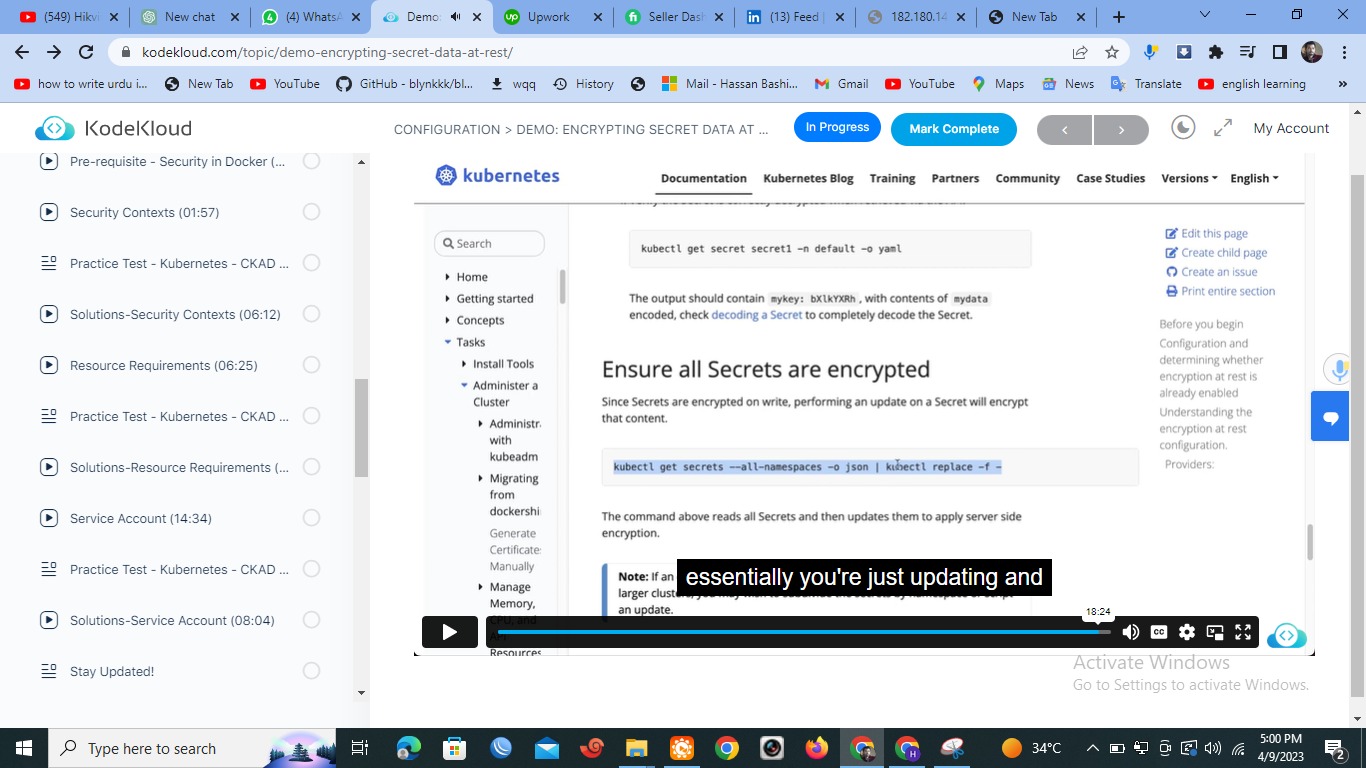 (549) Hikvi
New chat
(4) WhatsA
Demo:
Upwork
Seller Dash
(13) Feed |
182.180.14
New Tab
kodekloud.com/topic/demo-encrypting-secret-data-at-rest/
how to write urdu i...
New Tab
YouTube
GitHub - blynkkk/bl...
wqq
History
Mail - Hassan Bashi...
Gmail
YouTube
Maps
News
Translate
english learning
»
KodeKloud
CONFIGURATION > DEMO: ENCRYPTING SECRET DATA AT ...
In Progress
Mark Complete
<
>
My Account
Pre-requisite - Security in Docker (...
Security Contexts (01:57)
Practice Test - Kubernetes - CKAD ...
Solutions-Security Contexts (06:12)
Resource Requirements (06:25)
Practice Test - Kubernetes - CKAD ...
Solutions-Resource Requirements (...
Service Account (14:34)
Practice Test - Kubernetes - CKAD ...
Solutions-Service Account (08:04)
Stay Updated!
kubernetes
Documentation
Kubernetes Blog
Training
Partners
Community
Case Studies
Versions
English
Search
Home
Getting started
Concepts
Tasks
Install Tools
Administer a
Cluster
Administr
with
kubeadm
Migrating
from
dockershi
Generate
Certificate
Manually
Manage
Memory,
CPU, and
API
Resources
kubectl get secret secret1 -n default -o yaml
The output should contain mykey: bXlkYXRh , with contents of mydata
encoded, check decoding a Secret to completely decode the Secret.
Ensure all Secrets are encrypted
Since Secrets are encrypted on write, performing an update on a Secret will encrypt
that content.
kubectl get secrets --all-namespaces -o json | kubectl replace -f -
The command above reads all Secrets and then updates them to apply server side
encryption.
Note: If an
larger cluste
an update.
essentially you're just updating and
Edit this page
Create child page
Create an issue
Print entire section
Before you begin
Configuration and
determining whether
encryption at rest is
already enabled
Understanding the
encryption at rest
configuration.
Providers:
18:24
CC
Activate Windows
Go to Settings to activate Windows.
Type here to search
34°C
5:00 PM
4/9/2023
2